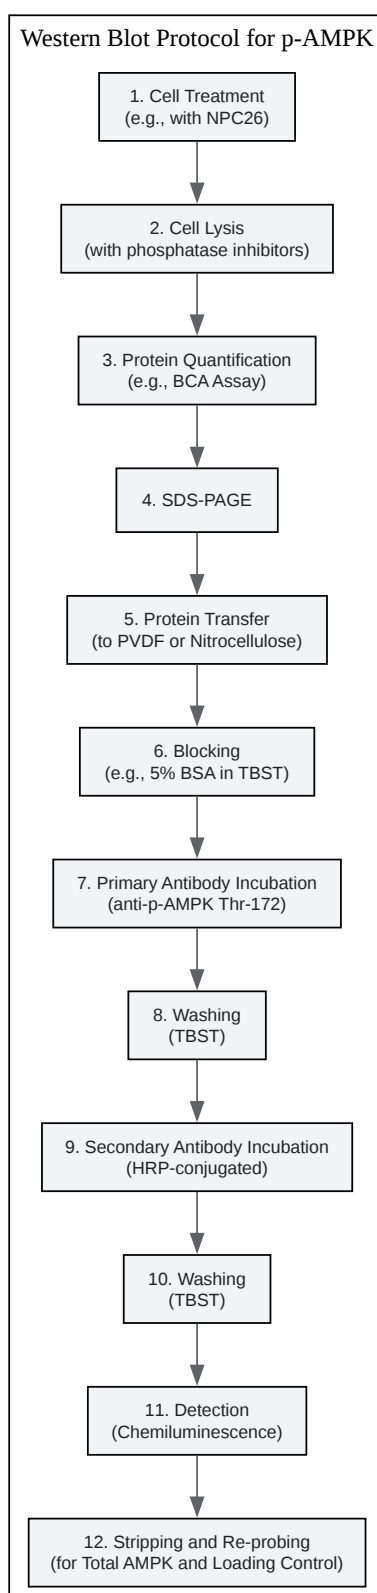 Western Blot Protocol for p-AMPK
1. Cell Treatment
(e.g., with NPC26)
2. Cell Lysis
(with phosphatase inhibitors)
3. Protein Quantification
(e.g., BCA Assay)
4. SDS-PAGE
5. Protein Transfer
(to PVDF or Nitrocellulose)
6. Blocking
(e.g., 5% BSA in TBST)
7. Primary Antibody Incubation
(anti-p-AMPK Thr-172)
8. Washing
(TBST)
9. Secondary Antibody Incubation
(HRP-conjugated)
10. Washing
(TBST)
11. Detection
(Chemiluminescence)
12. Stripping and Re-probing
(for Total AMPK and Loading Control)